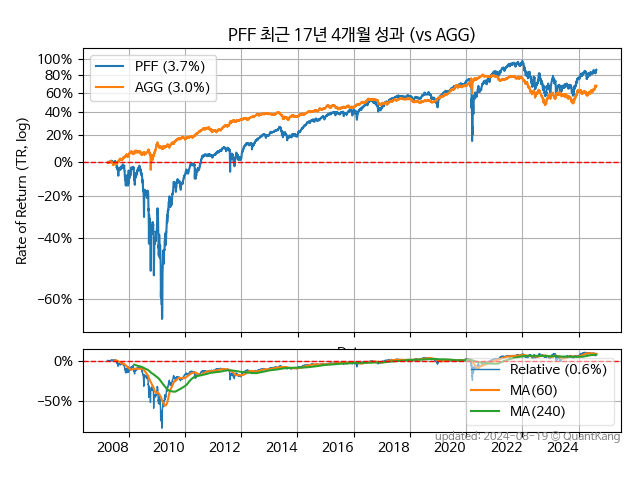 PFF 최근 17년 4개월 성과 (vs AGG)
PFF (3.7%)
AGG (3.0%)
100%
80%
60%
40%
20%
0%
−20%
−40%
−60%
Rate of Return (TR, log)
0%
−50%
Relative (0.6%)
MA(60)
MA(240)
2008 2010 2012 2014 2016 2018 2020 2022 2024
updated: 2024-08-19 © QuantKang